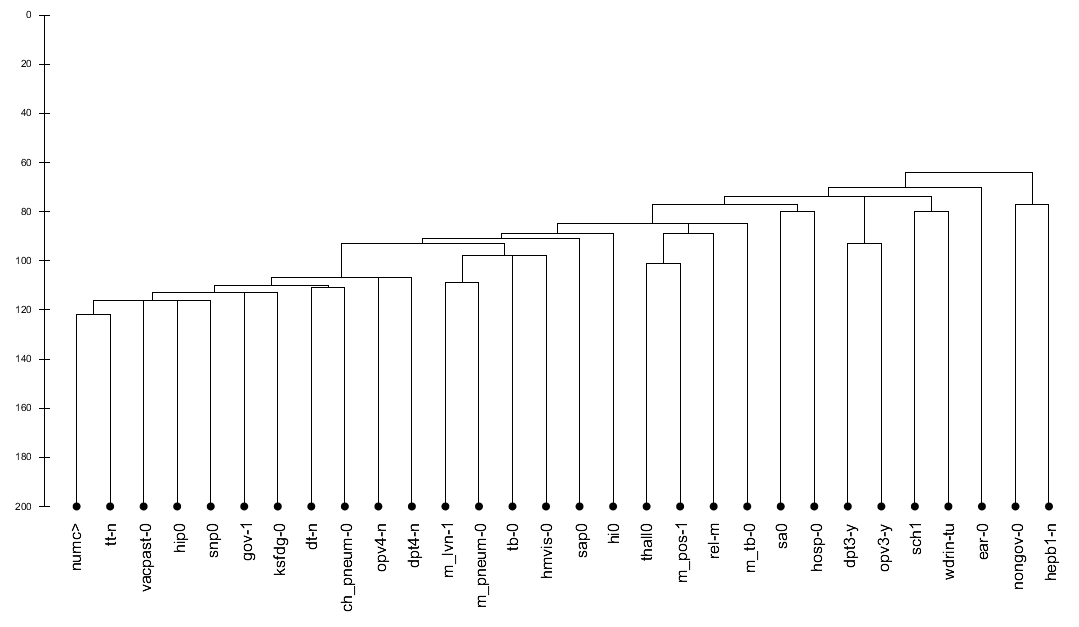 0
20
40
60
80
100
120
140
160
180
200
numc>
tt-n
vacpast-0
hip0
snp0
gov-1
ksfdg-0
dt-n
ch_pneum-0
opv4-n
dpt4-n
m_lvn-1
m_pneum-0
tb-0
hmvis-0
sap0
hil0
thall0
m_pos-1
rel-m
m_tb-0
sa0
hosp-0
dpt3-y
opv3-y
sch1
wdrin-tu
ear-0
nongov-0
hepb1-n